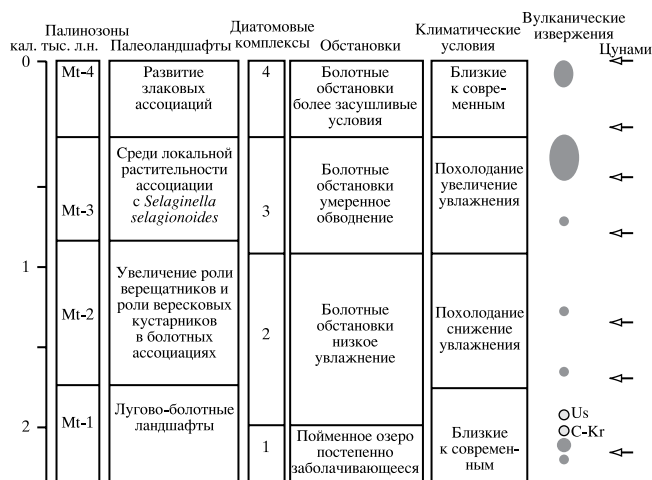 Палинозоны
кал. тыс. л.н.
Палеоландшафты
Диатомовые
комплексы
Обстановки
Климатические
условия
Вулканические
извержения
Цунами
0
1
2
Mt-4
Mt-3
Mt-2
Mt-1
Развитие
злаковых
ассоциаций
Среди локальной
растительности
ассоциации
с Selaginella
selagionoides
Увеличение роли
верещатников и
роли вересковых
кустарников
в болотных
ассоциациях
Лугово-болотные
ландшафты
4
3
2
1
Болотные
обстановки
более засушливые
условия
Болотные
обстановки
умеренное
обводнение
Болотные
обстановки
низкое
увлажнение
Пойменное озеро
постепенно
заболачивающееся
Близкие
к совре-
менным
Похолодание
увеличение
увлажнения
Похолодание
снижение
увлажнения
Близкие
к современ-
ным
Us
C-Kr